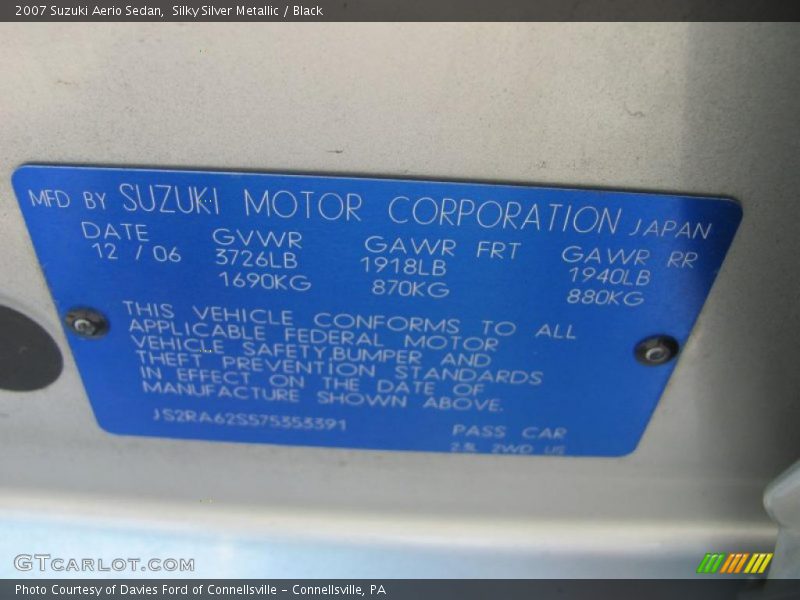 2007 Suzuki Aerio Sedan, Silky Silver Metallic / Black
MFD BY SUZUKI MOTOR CORPORATION JAPAN
DATE GVWR GAWR FRT GAWR RR
12 / 06 3726LB 1918LB 1940LB
1690KG 870KG 880KG
THIS VEHICLE CONFORMS TO ALL
APPLICABLE FEDERAL MOTOR
VEHICLE SAFETY,BUMPER AND
THEFT PREVENTION STANDARDS
IN EFFECT ON THE DATE OF
MANUFACTURE SHOWN ABOVE.
JS2RA62S575353391 PASS CAR
2WD US
GTCARLOT.COM
Photo Courtesy of Davies Ford of Connellsville - Connellsville, PA